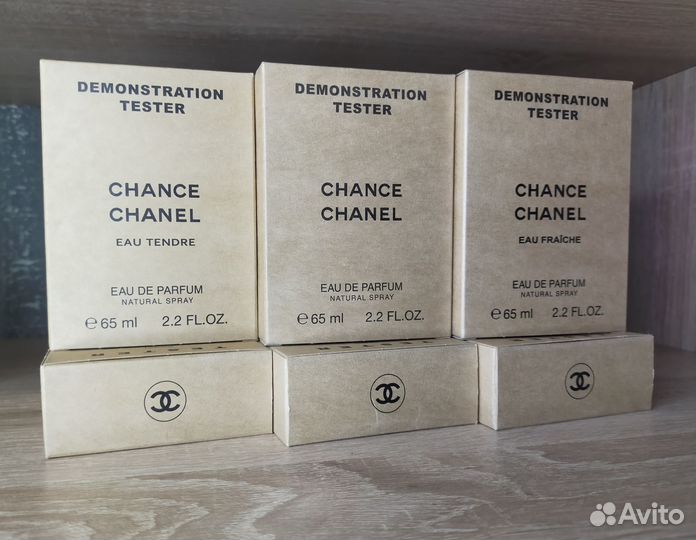 DEMONSTRATION
TESTER
CHANCE
CHANEL
EAU TENDRE
EAU DE PARFUM
NATURAL SPRAY
e 65 ml 2.2 FL.OZ.
DEMONSTRATION
TESTER
CHANCE
CHANEL
EAU DE PARFUM
NATURAL SPRAY
e 65 ml 2.2 FL.OZ.
DEMONSTRATION
TESTER
CHANCE
CHANEL
EAU FRAÎCHE
EAU DE PARFUM
NATURAL SPRAY
e 65 ml 2.2 FL.OZ.
TESTER
Avito